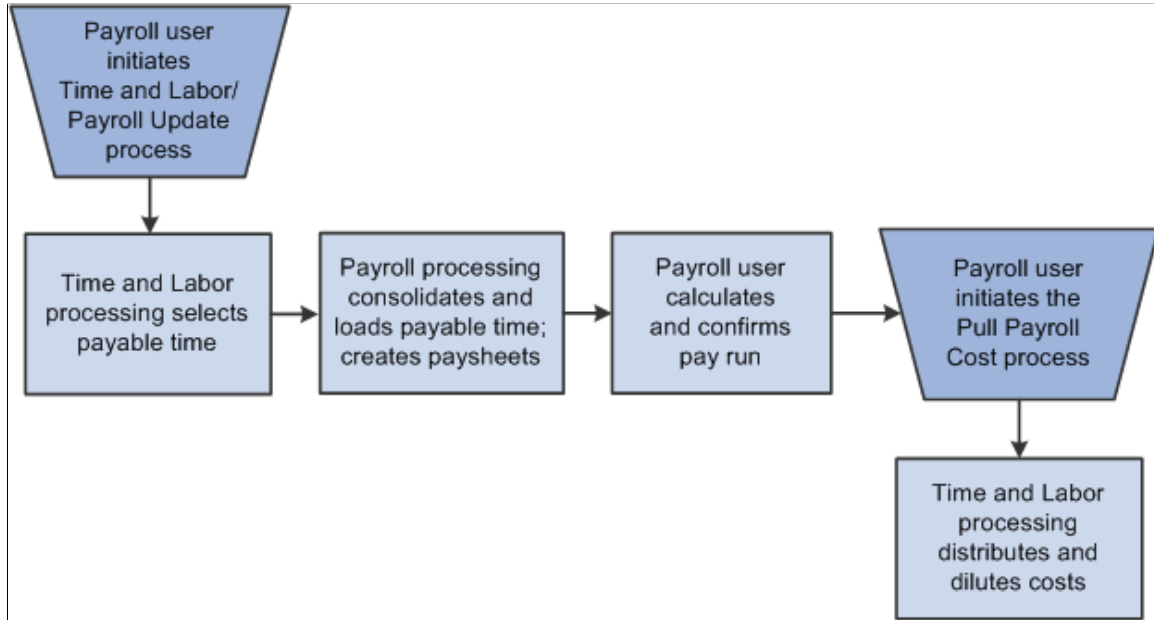 Payroll user
initiates
Time and Labor/
Payroll Update
process
Time and Labor
processing selects
payable time
Payroll processing
consolidates and
loads payable time;
creates paysheets
Payroll user
calculates
and confirms
pay run
Payroll user
initiates the
Pull Payroll
Cost process
Time and Labor
processing
distributes and
dilutes costs